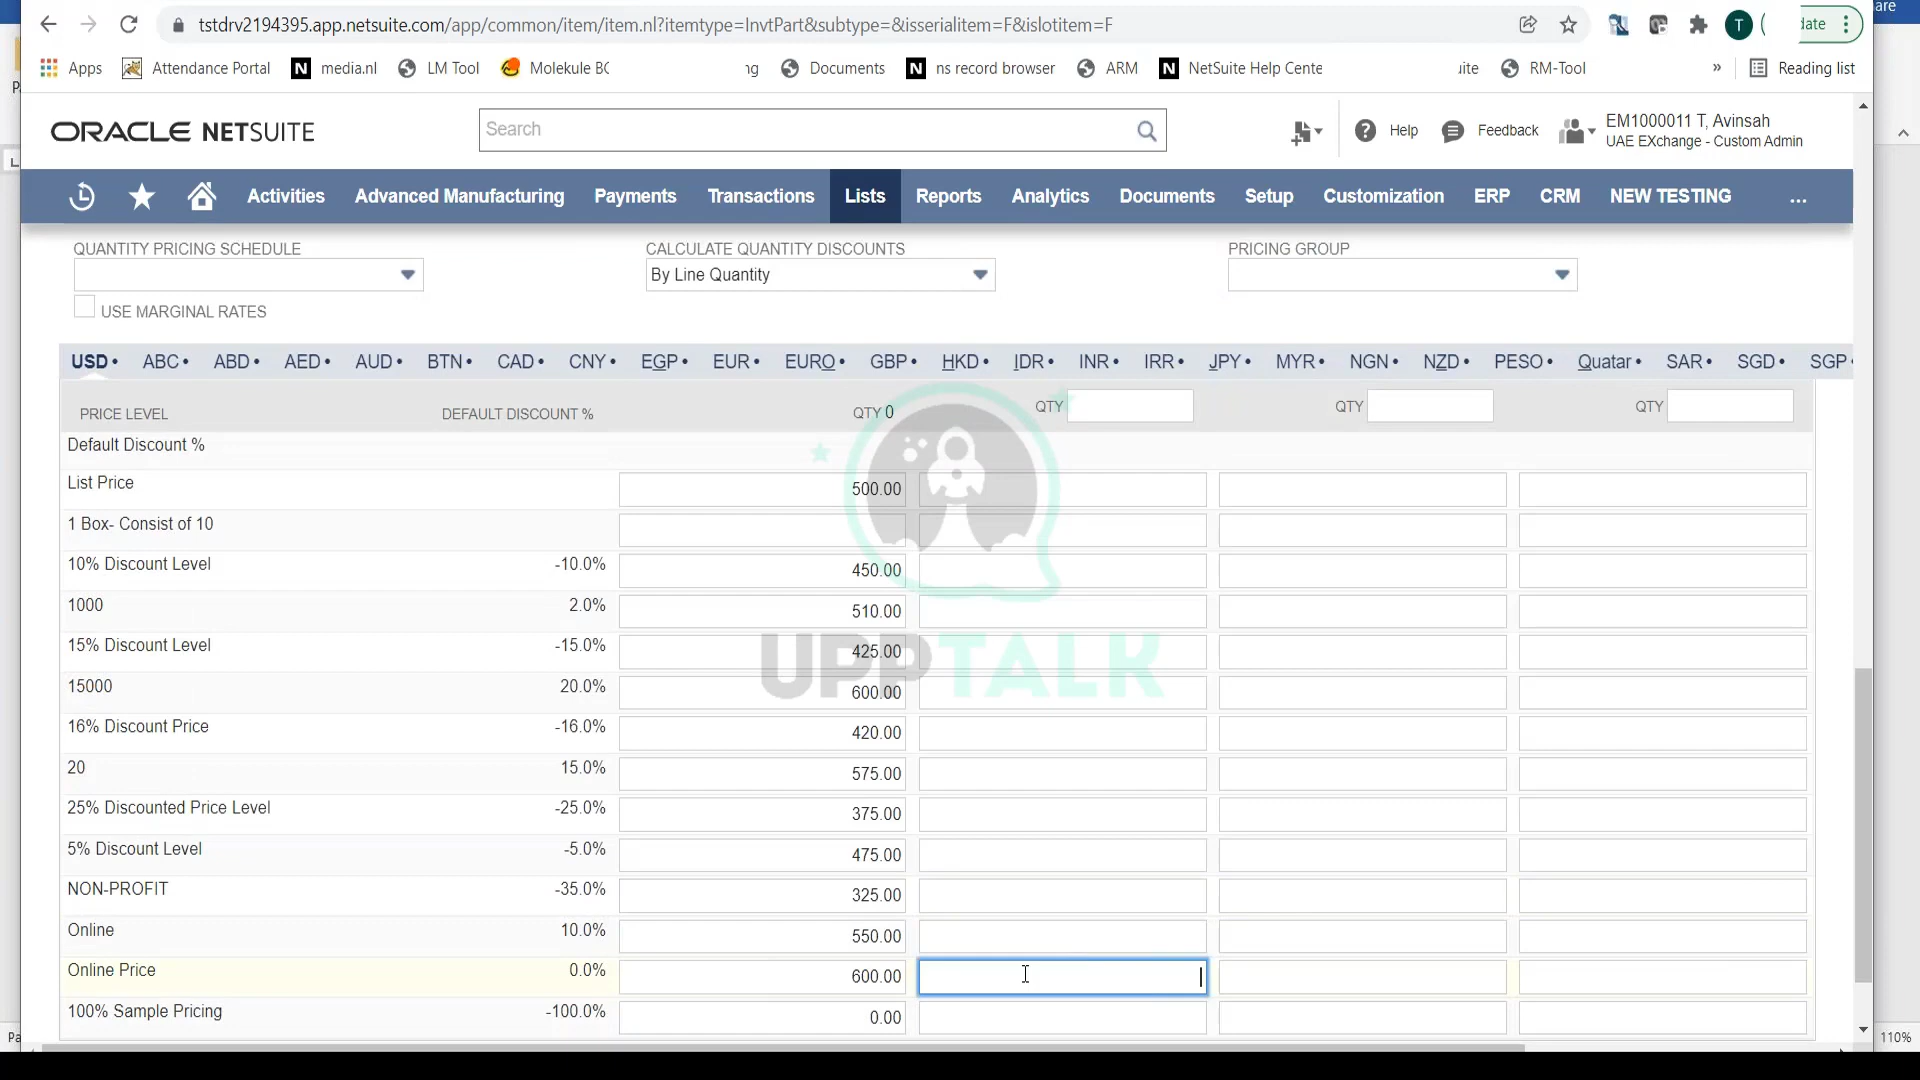 are
tstdrv2194395.app.netsuite.com/app/common/item/item.nl?itemtype=InvtPart&subtype=&isserialitem=F&islotitem=F
T
date
Apps Attendance Portal media.nl LM Tool Molekule BC ng Documents ns record browser ARM NetSuite Help Cente uite RM-Tool » Reading list
ORACLE NETSUITE
Search
Help
Feedback
EM1000011 T, Avinsah
UAE EXchange - Custom Admin
Activities Advanced Manufacturing Payments Transactions Lists Reports Analytics Documents Setup Customization ERP CRM NEW TESTING ...
QUANTITY PRICING SCHEDULE CALCULATE QUANTITY DISCOUNTS PRICING GROUP
By Line Quantity
USE MARGINAL RATES
USD• ABC• ABD• AED• AUD• BTN• CAD• CNY• EGP• EUR• EURO• GBP• HKD• IDR• INR• IRR• JPY• MYR• NGN• NZD• PESO• Quatar• SAR• SGD• SGP•
PRICE LEVEL DEFAULT DISCOUNT % QTY 0 QTY QTY QTY
Default Discount %
List Price 500.00
1 Box- Consist of 10
10% Discount Level -10.0% 450.00
1000 2.0% 510.00
15% Discount Level -15.0% 425.00
15000 20.0% 600.00
16% Discount Price -16.0% 420.00
20 15.0% 575.00
25% Discounted Price Level -25.0% 375.00
5% Discount Level -5.0% 475.00
NON-PROFIT -35.0% 325.00
Online 10.0% 550.00
Online Price 0.0% 600.00
100% Sample Pricing -100.0% 0.00
UPPTALK
Pa
110%